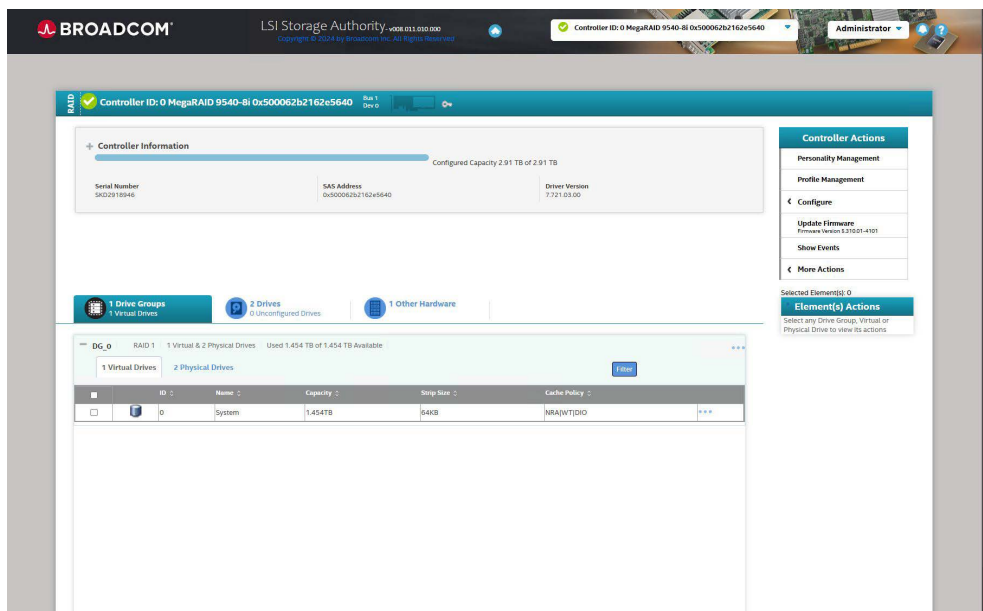 BROADCOM®
LSI Storage Authority - v008.011.010.000
Copyright © 2024 by Broadcom Inc. All Rights Reserved
Controller ID: 0 MegaRAID 9540-8i 0x500062b2162e5640
Administrator
?
RAID
Controller ID: 0 MegaRAID 9540-8i 0x500062b2162e5640
Bus 1
Dev 0
Controller Information
Configured Capacity 2.91 TB of 2.91 TB
Serial Number
SKD2918946
SAS Address
0x500062b2162e5640
Driver Version
7.721.03.00
Controller Actions
Personality Management
Profile Management
Configure
Update Firmware
Firmware Version 5.310.01-4101
Show Events
More Actions
Selected Element(s): 0
Element(s) Actions
Select any Drive Group, Virtual or
Physical Drive to view its actions
1 Drive Groups
1 Virtual Drives
2 Drives
0 Unconfigured Drives
1 Other Hardware
DG_0 RAID 1 1 Virtual & 2 Physical Drives Used 1.454 TB of 1.454 TB Available
1 Virtual Drives 2 Physical Drives Filter
ID Name Capacity Strip Size Cache Policy
0 System 1.454TB 64KB NRA|WT|DIO